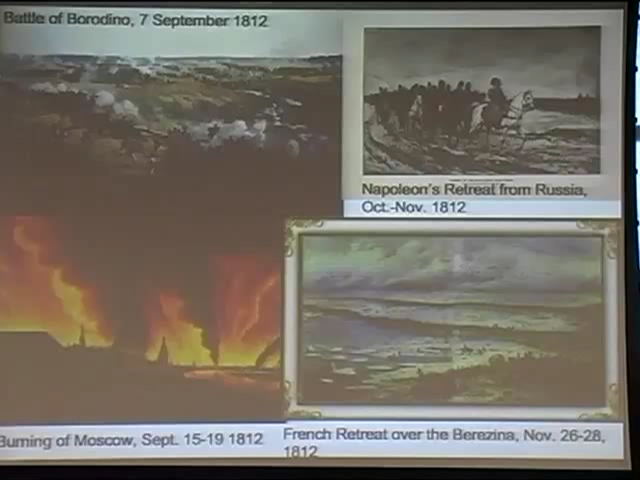 Battle of Borodino, 7 September 1812
Napoleon's Retreat from Russia,
Oct.-Nov. 1812
Burning of Moscow, Sept. 15-19 1812
French Retreat over the Berezina, Nov. 26-28,
1812